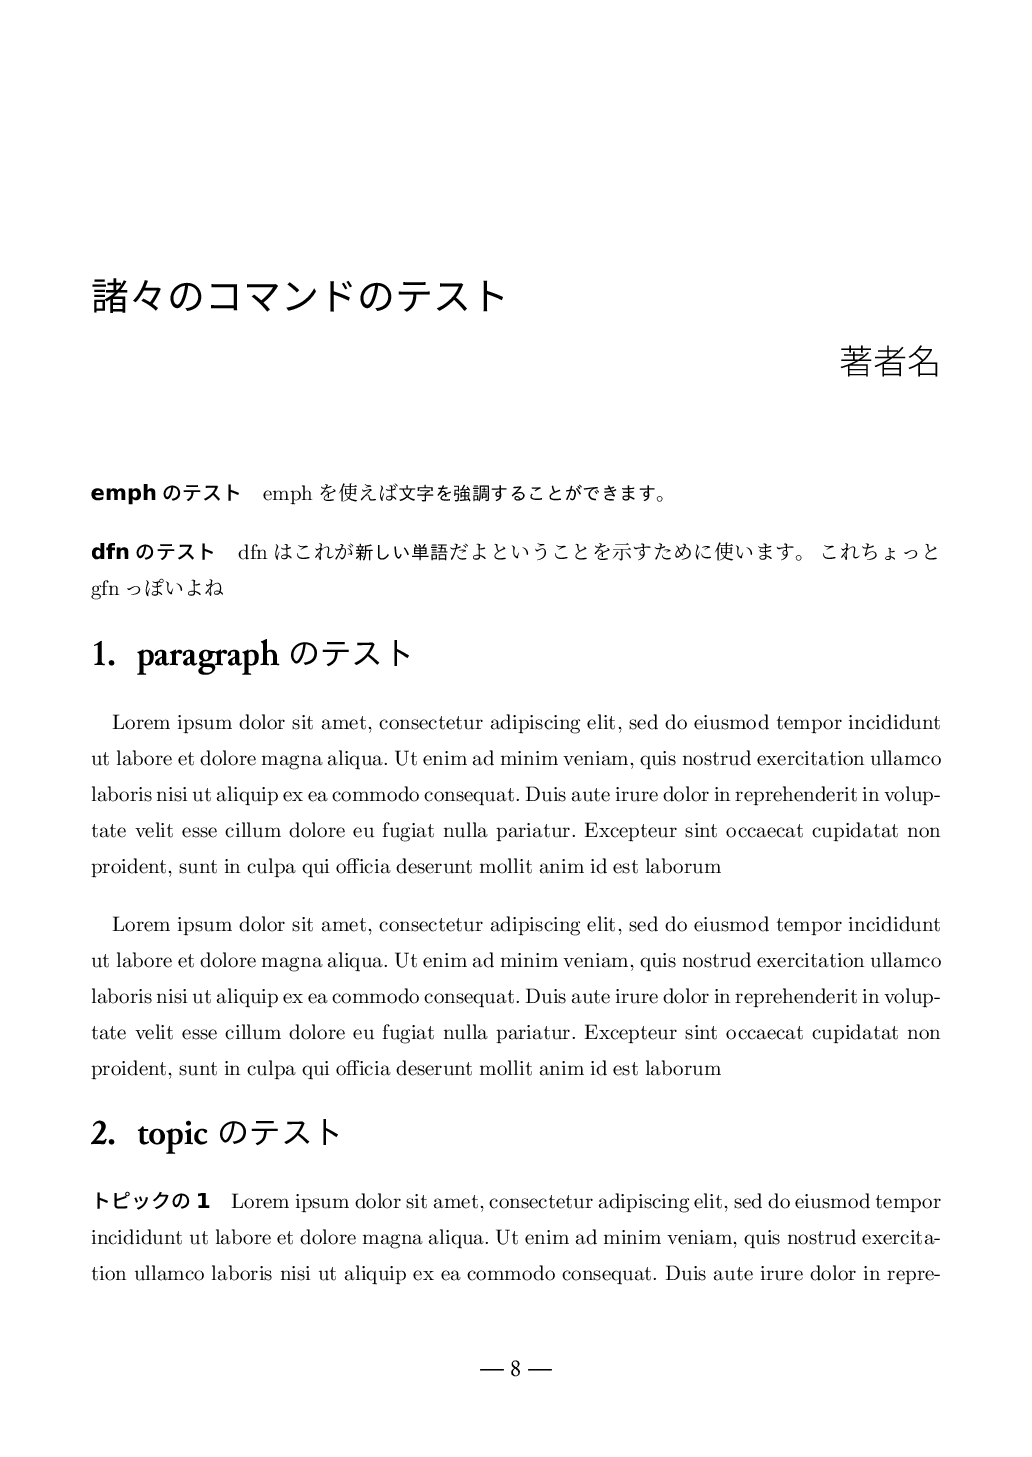 諸々のコマンドのテスト
著者名
emph のテスト　emph を使えば文字を強調することができます。
dfn のテスト　dfn はこれが新しい単語だよということを示すために使います。 これちょっと
gfn っぽいよね
1. paragraph のテスト
Lorem ipsum dolor sit amet, consectetur adipiscing elit, sed do eiusmod tempor incididunt
ut labore et dolore magna aliqua. Ut enim ad minim veniam, quis nostrud exercitation ullamco
laboris nisi ut aliquip ex ea commodo consequat. Duis aute irure dolor in reprehenderit in volup-
tate velit esse cillum dolore eu fugiat nulla pariatur. Excepteur sint occaecat cupidatat non
proident, sunt in culpa qui officia deserunt mollit anim id est laborum
Lorem ipsum dolor sit amet, consectetur adipiscing elit, sed do eiusmod tempor incididunt
ut labore et dolore magna aliqua. Ut enim ad minim veniam, quis nostrud exercitation ullamco
laboris nisi ut aliquip ex ea commodo consequat. Duis aute irure dolor in reprehenderit in volup-
tate velit esse cillum dolore eu fugiat nulla pariatur. Excepteur sint occaecat cupidatat non
proident, sunt in culpa qui officia deserunt mollit anim id est laborum
2. topic のテスト
トピックの 1　Lorem ipsum dolor sit amet, consectetur adipiscing elit, sed do eiusmod tempor
incididunt ut labore et dolore magna aliqua. Ut enim ad minim veniam, quis nostrud exercita-
tion ullamco laboris nisi ut aliquip ex ea commodo consequat. Duis aute irure dolor in repre-
— 8 —